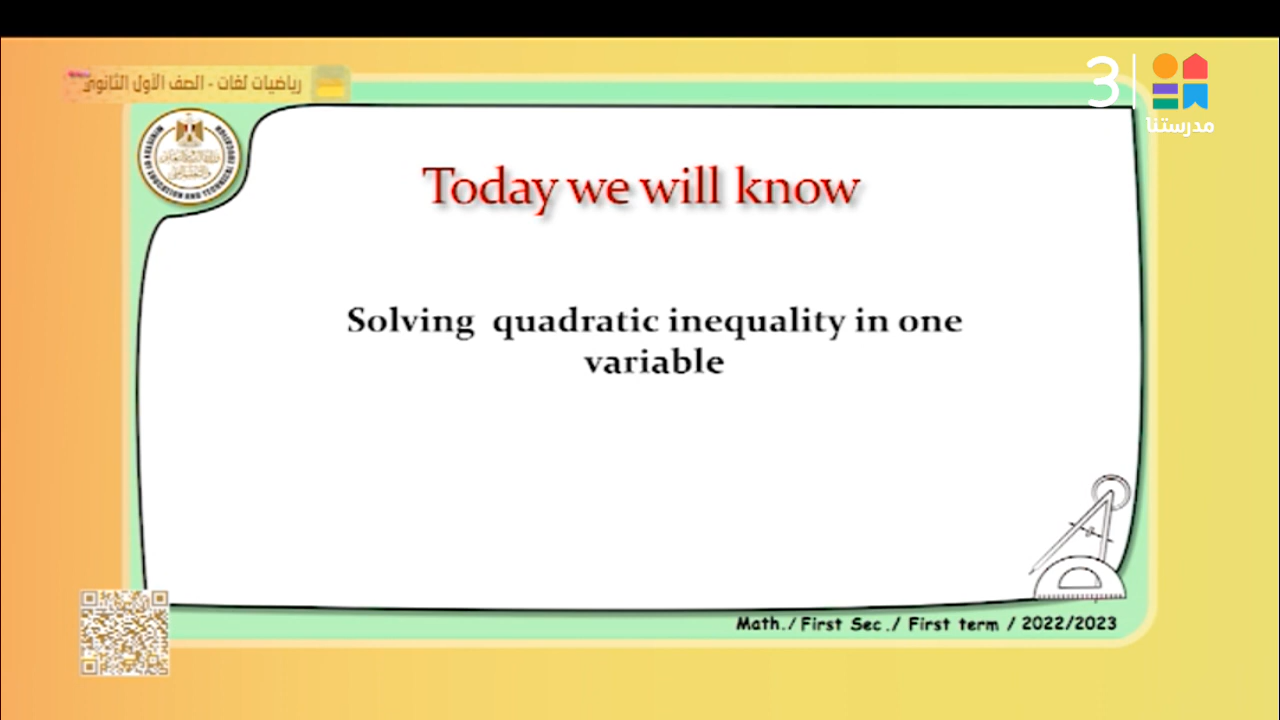 رياضيات لغات - الصف الأول الثانوي
3
مدرستنا
Today we will know
Solving quadratic inequality in one
variable
Math./ First Sec./ First term / 2022/2023